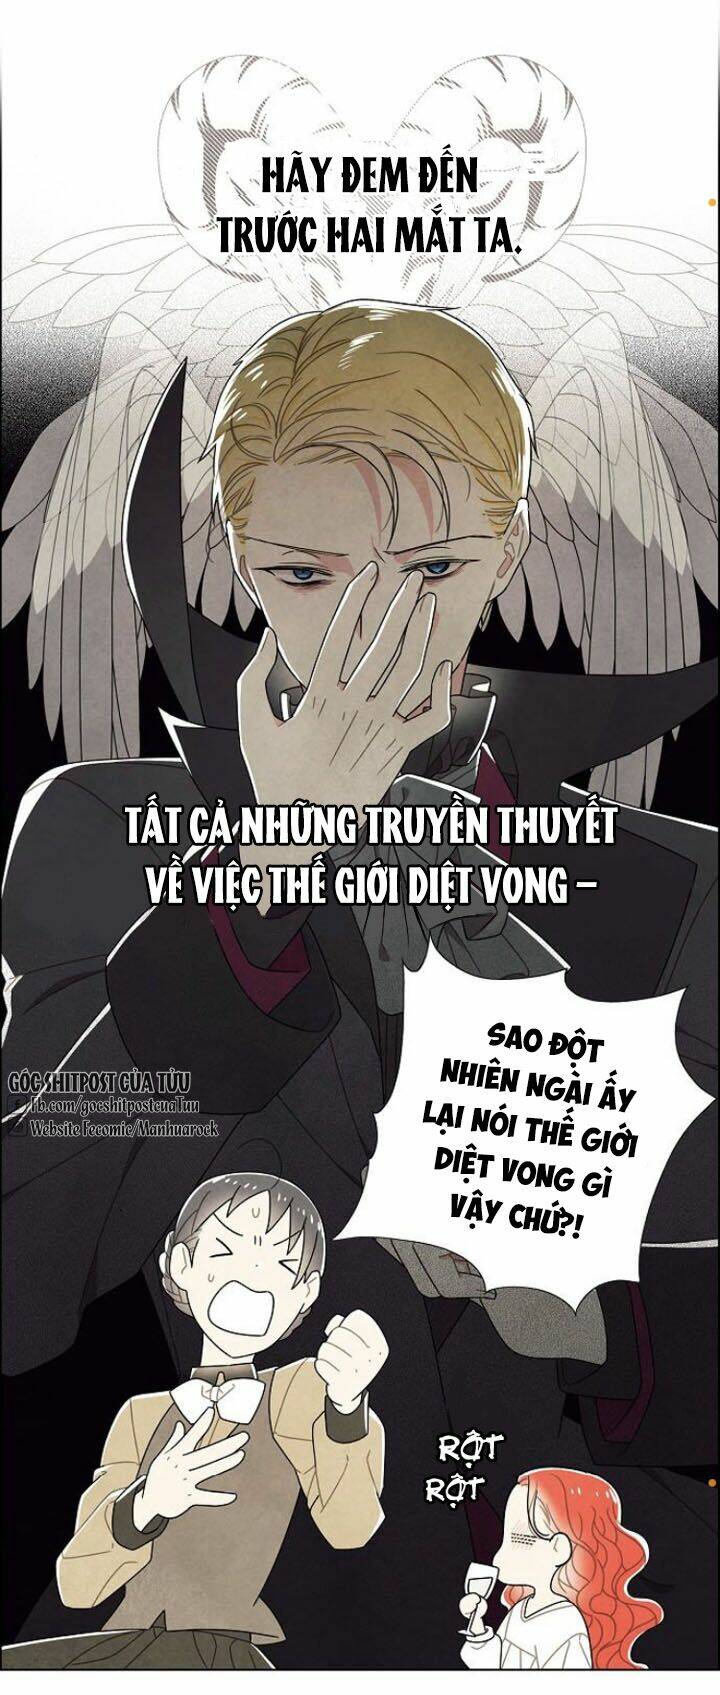 HÃY ĐEM ĐẾN
TRƯỚC HAI MẮT TA.
TẤT CẢ NHỮNG TRUYỀN THUYẾT
VỀ VIỆC THẾ GIỚI DIỆT VONG –
SAO ĐỘT
NHIÊN NGÀI ẤY
LẠI NÓI THẾ GIỚI
DIỆT VONG GÌ
VẬY CHỨ?!
GÓC SHITPOST CỦA TỬU
Fb.com/gocshitpostcuaTuu
Website Fecomic/Manhuarock
RỘT
RỘT